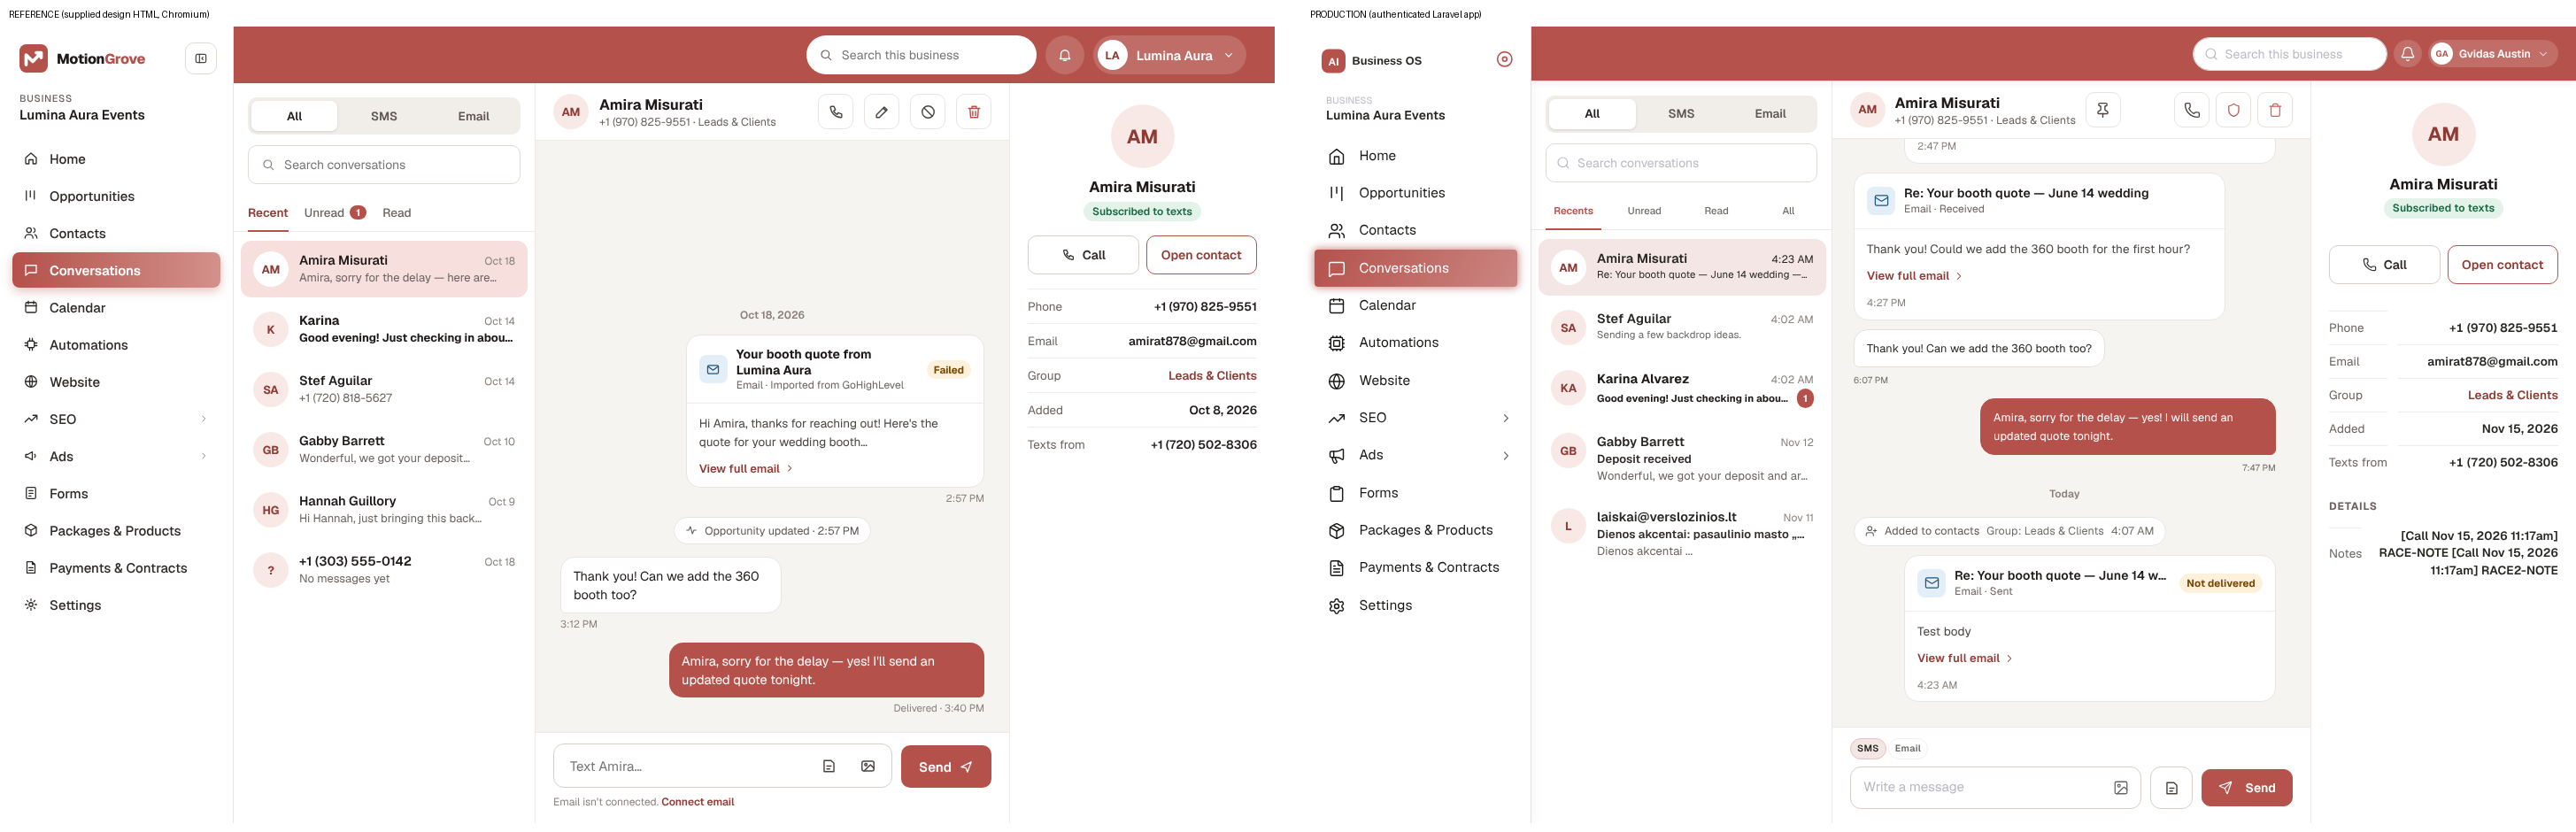 REFERENCE (supplied design HTML, Chromium)
MotionGrove
BUSINESS
Lumina Aura Events
Home
Opportunities
Contacts
Conversations
Calendar
Automations
Website
SEO
Ads
Forms
Packages & Products
Payments & Contracts
Settings
Search this business
LA Lumina Aura
All SMS Email
Search conversations
Recent Unread 1 Read
AM Amira Misurati Oct 18
Amira, sorry for the delay — here are...
K Karina Oct 14
Good evening! Just checking in abou...
SA Stef Aguilar Oct 14
+1 (720) 818-5627
GB Gabby Barrett Oct 10
Wonderful, we got your deposit...
HG Hannah Guillory Oct 9
Hi Hannah, just bringing this back...
? +1 (303) 555-0142 Oct 18
No messages yet
AM Amira Misurati
+1 (970) 825-9551 · Leads & Clients
Oct 18, 2026
Your booth quote from
Lumina Aura
Failed
Email · Imported from GoHighLevel
Hi Amira, thanks for reaching out! Here's the
quote for your wedding booth...
View full email
2:57 PM
Opportunity updated · 2:57 PM
Thank you! Can we add the 360
booth too?
3:12 PM
Amira, sorry for the delay — yes! I'll send an
updated quote tonight.
Delivered · 3:40 PM
Text Amira...
Send
Email isn't connected. Connect email
AM
Amira Misurati
Subscribed to texts
Call Open contact
Phone +1 (970) 825-9551
Email amirat878@gmail.com
Group Leads & Clients
Added Oct 8, 2026
Texts from +1 (720) 502-8306
PRODUCTION (authenticated Laravel app)
AI Business OS
BUSINESS
Lumina Aura Events
Home
Opportunities
Contacts
Conversations
Calendar
Automations
Website
SEO
Ads
Forms
Packages & Products
Payments & Contracts
Settings
Search this business
GA Gvidas Austin
All SMS Email
Search conversations
Recents Unread Read All
AM Amira Misurati 4:23 AM
Re: Your booth quote — June 14 wedding —...
SA Stef Aguilar 4:02 AM
Sending a few backdrop ideas.
KA Karina Alvarez 4:02 AM
Good evening! Just checking in abou... 1
GB Gabby Barrett Nov 12
Deposit received
Wonderful, we got your deposit and ar...
L laiskai@verslozinios.lt Nov 11
Dienos akcentai: pasaulinio masto „...
Dienos akcentai ...
AM Amira Misurati
+1 (970) 825-9551 · Leads & Clients
2:47 PM
Re: Your booth quote — June 14 wedding
Email · Received
Thank you! Could we add the 360 booth for the first hour?
View full email
4:27 PM
Thank you! Can we add the 360 booth too?
6:07 PM
Amira, sorry for the delay — yes! I will send an
updated quote tonight.
7:47 PM
Today
Added to contacts Group: Leads & Clients 4:07 AM
Re: Your booth quote — June 14 w... Not delivered
Email · Sent
Test body
View full email
4:23 AM
SMS Email
Write a message
Send
AM
Amira Misurati
Subscribed to texts
Call Open contact
Phone +1 (970) 825-9551
Email amirat878@gmail.com
Group Leads & Clients
Added Nov 15, 2026
Texts from +1 (720) 502-8306
DETAILS
Notes [Call Nov 15, 2026 11:17am]
RACE-NOTE [Call Nov 15, 2026
11:17am] RACE2-NOTE